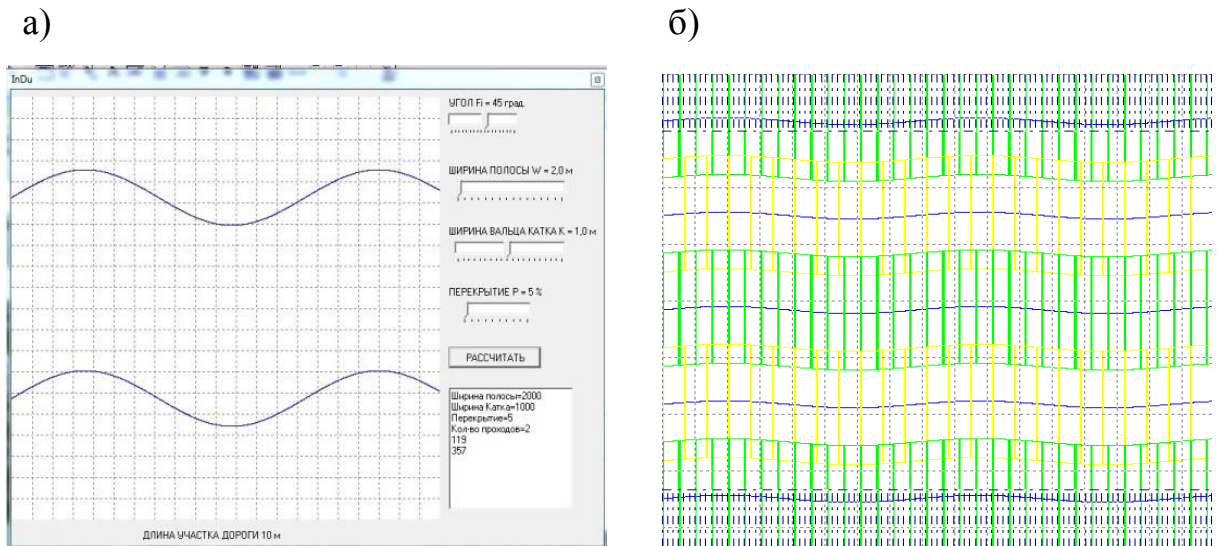 а)
б)
InDu
УГОЛ Fi = 45 град.
ШИРИНА ПОЛОСЫ W = 2,0 м
ШИРИНА ВАЛЬЦА КАТКА K = 1,0 м
ПЕРЕКРЫТИЕ P = 5 %
РАССЧИТАТЬ
Ширина полосы=2000
Ширина Катка=1000
Перекрытие=5
Кол-во проходов=2
119
357
ДЛИНА УЧАСТКА ДОРОГИ 10 м